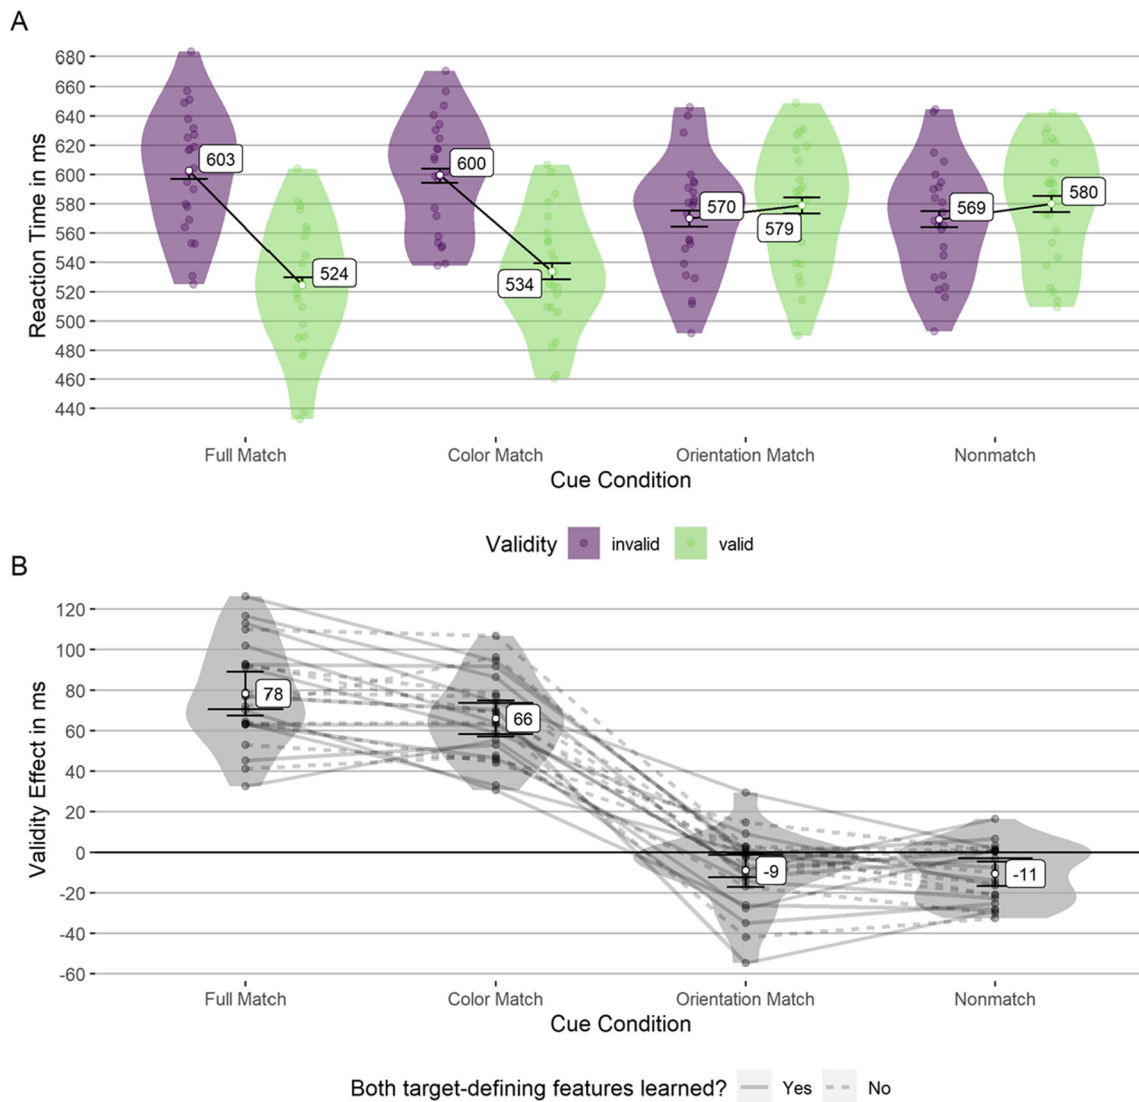 A
Reaction Time in ms
680
660
640
620
600
580
560
540
520
500
480
460
440
603
524
600
534
570
579
569
580
Full Match
Color Match
Orientation Match
Nonmatch
Cue Condition
Validity
invalid
valid
B
Validity Effect in ms
120
100
80
60
40
20
0
-20
-40
-60
78
66
-9
-11
Full Match
Color Match
Orientation Match
Nonmatch
Cue Condition
Both target-defining features learned?
Yes
No